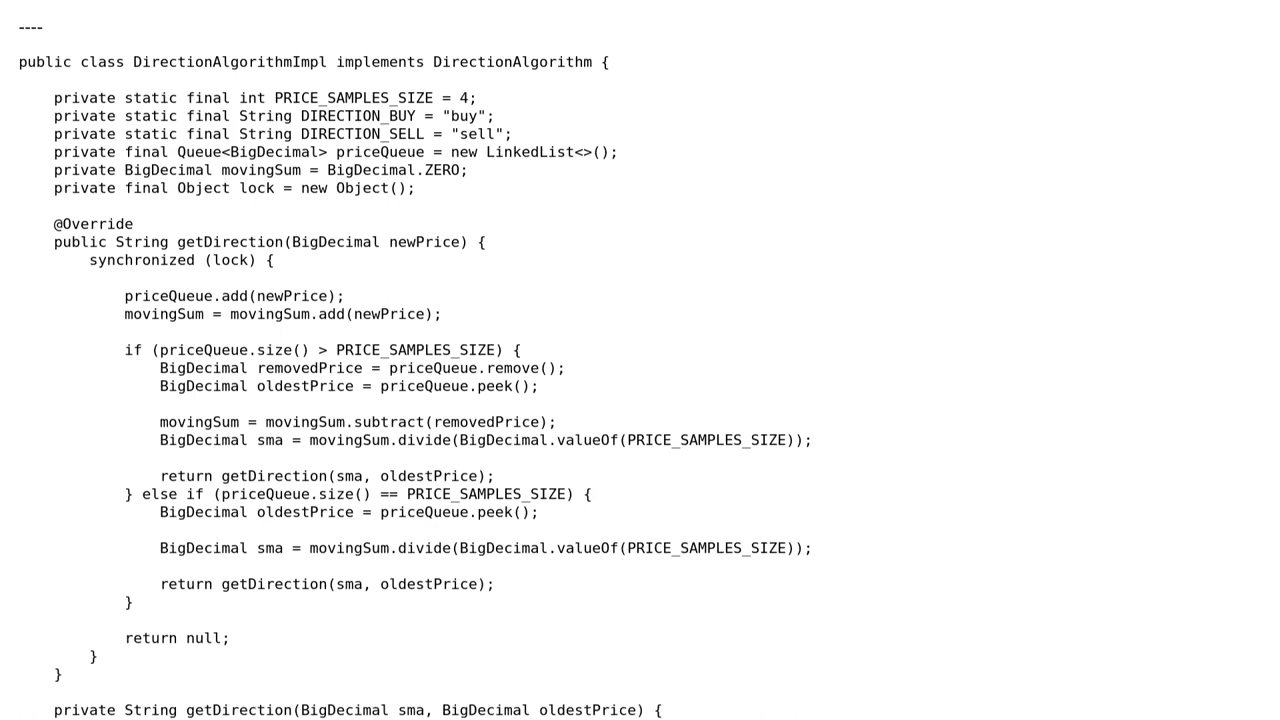 ----
public class DirectionAlgorithmImpl implements DirectionAlgorithm {
    private static final int PRICE_SAMPLES_SIZE = 4;
    private static final String DIRECTION_BUY = "buy";
    private static final String DIRECTION_SELL = "sell";
    private final Queue<BigDecimal> priceQueue = new LinkedList<>();
    private BigDecimal movingSum = BigDecimal.ZERO;
    private final Object lock = new Object();
    @Override
    public String getDirection(BigDecimal newPrice) {
        synchronized (lock) {
            priceQueue.add(newPrice);
            movingSum = movingSum.add(newPrice);
            if (priceQueue.size() > PRICE_SAMPLES_SIZE) {
                BigDecimal removedPrice = priceQueue.remove();
                BigDecimal oldestPrice = priceQueue.peek();
                movingSum = movingSum.subtract(removedPrice);
                BigDecimal sma = movingSum.divide(BigDecimal.valueOf(PRICE_SAMPLES_SIZE));
                return getDirection(sma, oldestPrice);
            } else if (priceQueue.size() == PRICE_SAMPLES_SIZE) {
                BigDecimal oldestPrice = priceQueue.peek();
                BigDecimal sma = movingSum.divide(BigDecimal.valueOf(PRICE_SAMPLES_SIZE));
                return getDirection(sma, oldestPrice);
            }
            return null;
        }
    }
    private String getDirection(BigDecimal sma, BigDecimal oldestPrice) {